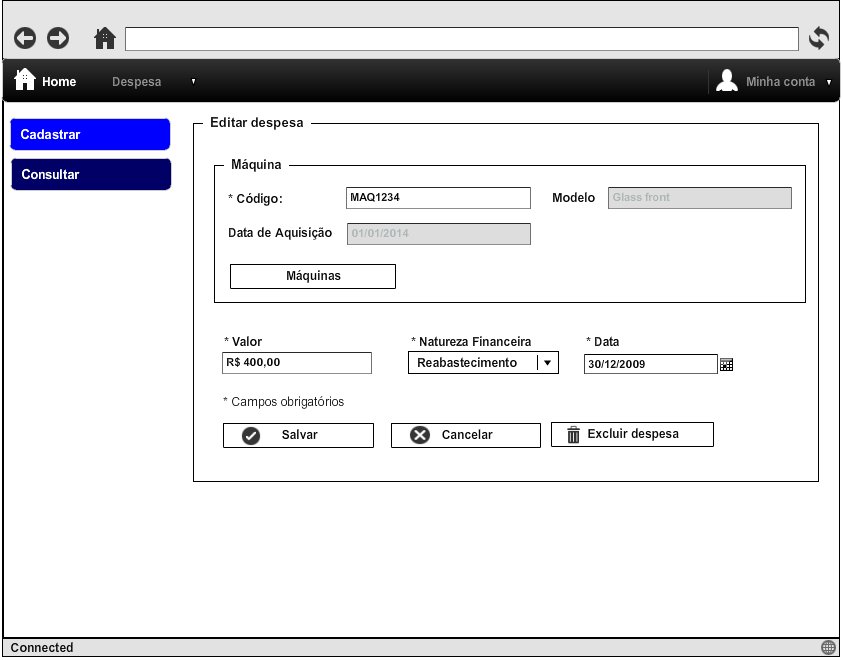 Home Despesa Minha conta
Cadastrar
Consultar
Editar despesa
Máquina
* Código: MAQ1234 Modelo Glass front
Data de Aquisição 01/01/2014
Máquinas
* Valor * Natureza Financeira * Data
R$ 400,00 Reabastecimento 30/12/2009
* Campos obrigatórios
Salvar Cancelar Excluir despesa
Connected